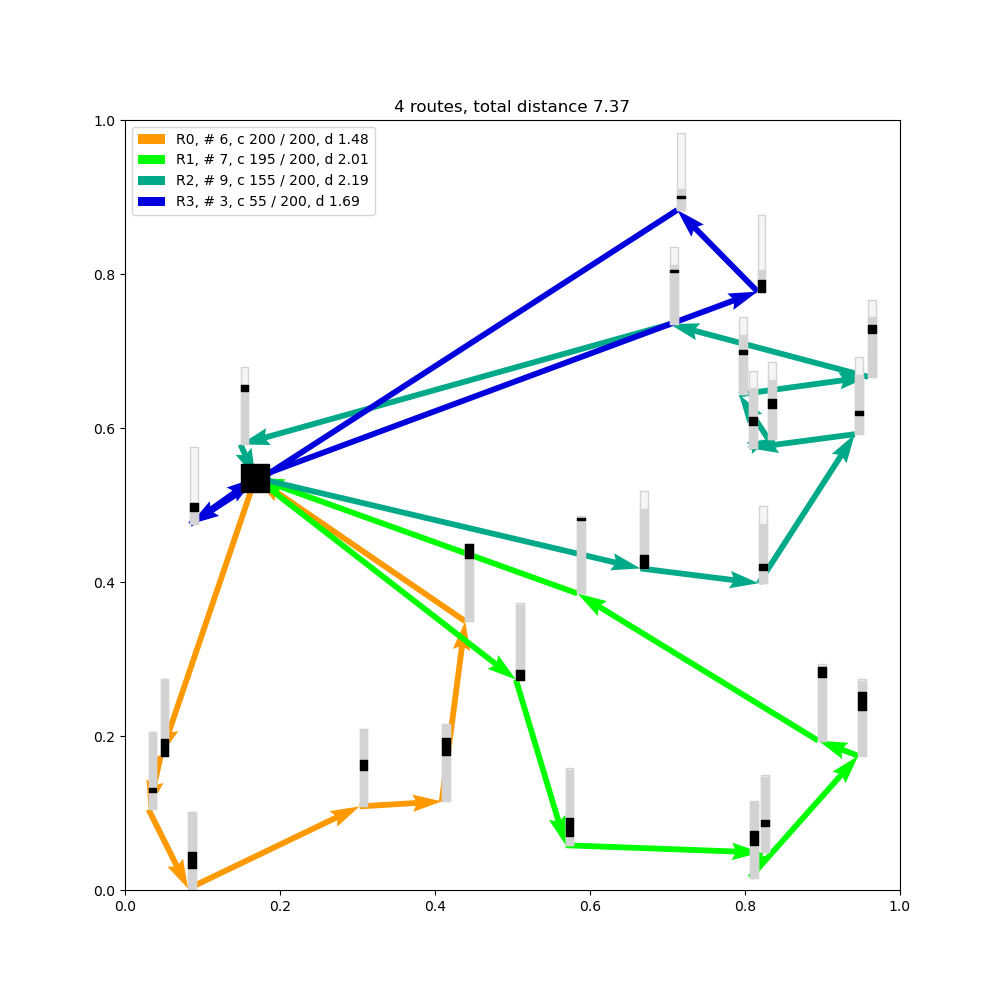 4 routes, total distance 7.37
R0, # 6, c 200 / 200, d 1.48
R1, # 7, c 195 / 200, d 2.01
R2, # 9, c 155 / 200, d 2.19
R3, # 3, c 55 / 200, d 1.69
1.0
0.8
0.6
0.4
0.2
0.0
0.0 0.2 0.4 0.6 0.8 1.0